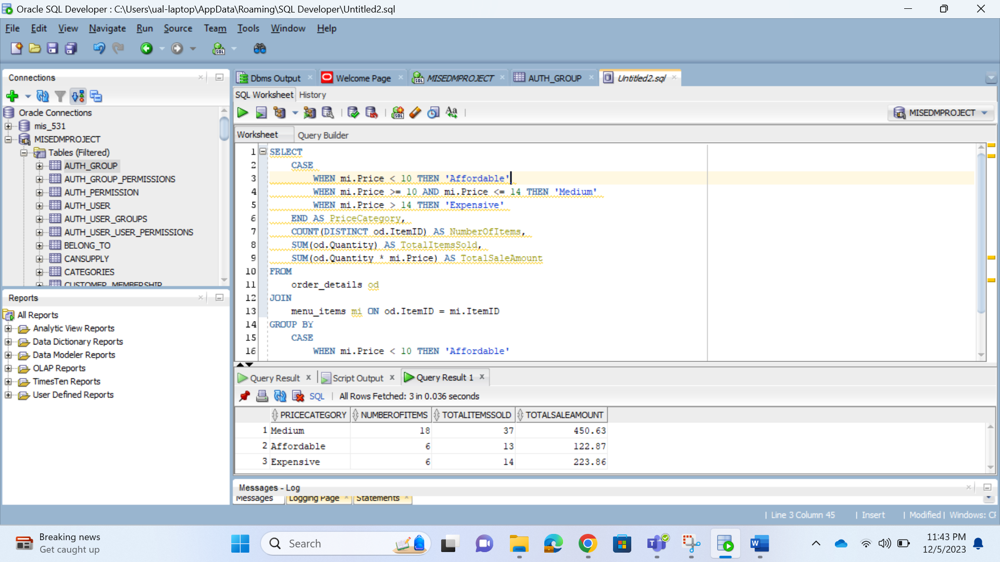 Oracle SQL Developer : C:\Users\ual-laptop\AppData\Roaming\SQL Developer\Untitled2.sql
File Edit View Navigate Run Source Team Tools Window Help
Connections
Oracle Connections
mis_531
MISEDMPROJECT
Tables (Filtered)
AUTH_GROUP
AUTH_GROUP_PERMISSIONS
AUTH_PERMISSION
AUTH_USER
AUTH_USER_GROUPS
AUTH_USER_USER_PERMISSIONS
BELONG_TO
CANSUPPLY
CATEGORIES
CUSTOMER_MEMBERSHIP
Reports
All Reports
Analytic View Reports
Data Dictionary Reports
Data Modeler Reports
OLAP Reports
TimesTen Reports
User Defined Reports
Dbms Output Welcome Page MISEDMPROJECT AUTH_GROUP Untitled2.sql
SQL Worksheet History
MISEDMPROJECT
Worksheet Query Builder
1 SELECT
2 CASE
3 WHEN mi.Price < 10 THEN 'Affordable'
4 WHEN mi.Price >= 10 AND mi.Price <= 14 THEN 'Medium'
5 WHEN mi.Price > 14 THEN 'Expensive'
6 END AS PriceCategory,
7 COUNT(DISTINCT od.ItemID) AS NumberOfItems,
8 SUM(od.Quantity) AS TotalItemsSold,
9 SUM(od.Quantity * mi.Price) AS TotalSaleAmount
10 FROM
11 order_details od
12 JOIN
13 menu_items mi ON od.ItemID = mi.ItemID
14 GROUP BY
15 CASE
16 WHEN mi.Price < 10 THEN 'Affordable'
Query Result Script Output Query Result 1
SQL All Rows Fetched: 3 in 0.036 seconds
PRICECATEGORY NUMBEROFITEMS TOTALITEMSSOLD TOTALSALEAMOUNT
1 Medium 18 37 450.63
2 Affordable 6 13 122.87
3 Expensive 6 14 223.86
Messages - Log
Messages Logging Page Statements
Line 3 Column 45 Insert Modified Windows: CF
Breaking news
Get caught up
Search
11:43 PM
12/5/2023